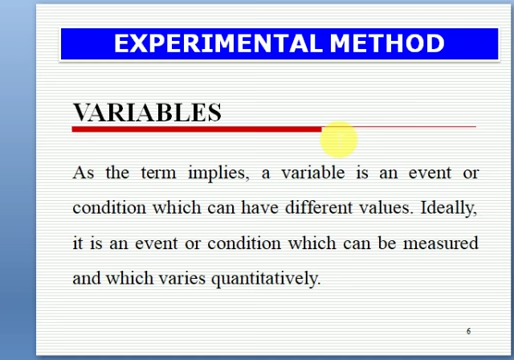 EXPERIMENTAL METHOD
VARIABLES
As the term implies, a variable is an event or
condition which can have different values. Ideally,
it is an event or condition which can be measured
and which varies quantitatively.
6